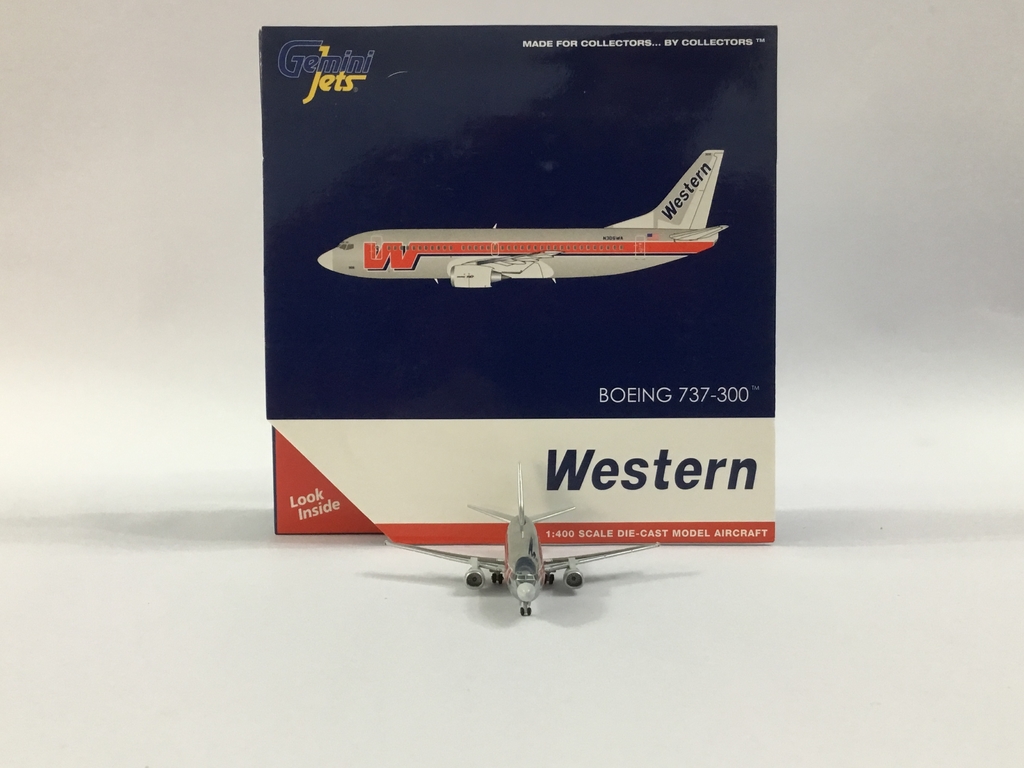 Gemini
Jets
MADE FOR COLLECTORS... BY COLLECTORS ™
Western
N306WA
W
BOEING 737-300™
Western
Look
Inside
1:400 SCALE DIE-CAST MODEL AIRCRAFT